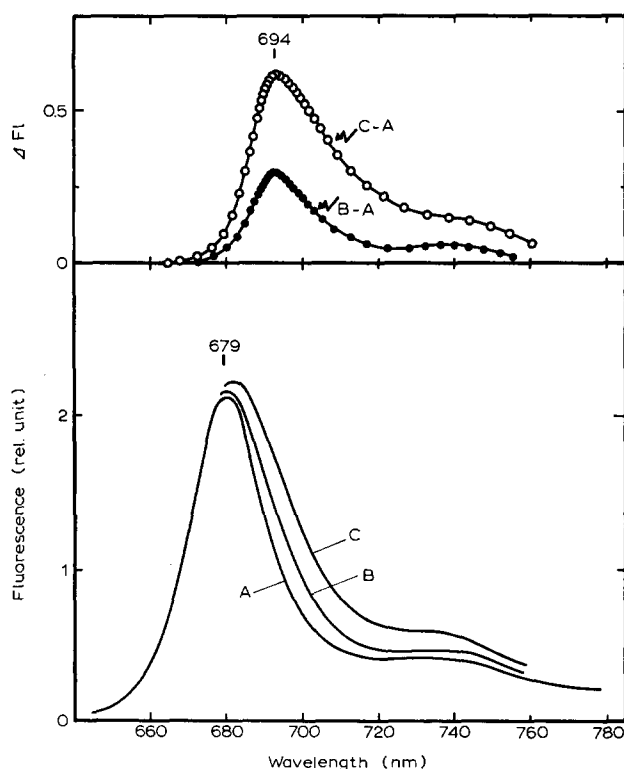 694
0.5
C-A
B-A
0
Δ Fl
679
2
1
0
A
B
C
Fluorescence (rel. unit)
660 680 700 720 740 760 780
Wavelength (nm)